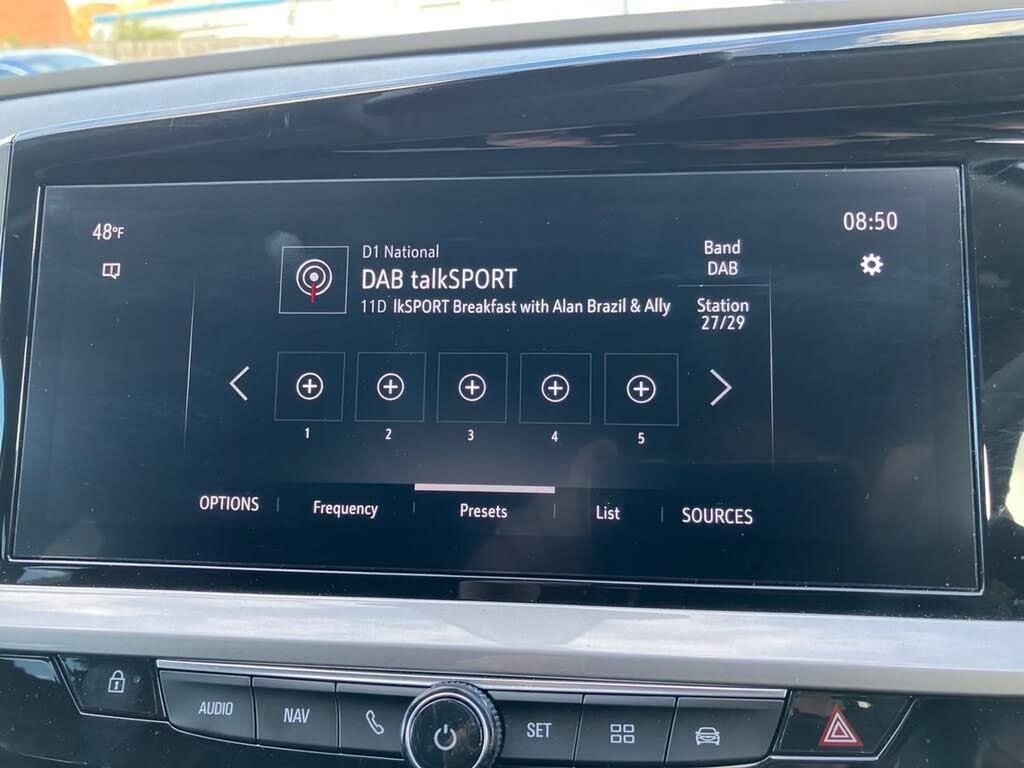 48°F
08:50
D1 National
DAB talkSPORT
11D lkSPORT Breakfast with Alan Brazil & Ally
Band
DAB
Station
27/29
1 2 3 4 5
OPTIONS Frequency Presets List SOURCES
AUDIO NAV SET